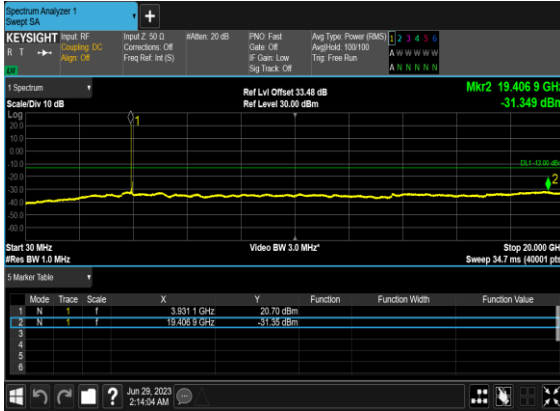 Spectrum Analyzer 1
Swept SA
+
KEYSIGHT Input: RF Input Z: 50 Ω #Atten: 20 dB PNO: Fast Avg Type: Power (RMS) 1 2 3 4 5 6
R T Coupling: DC Corrections: Off Gate: Off Avg|Hold: 100/100 A W W W W W
Align: Off Freq Ref: Int (S) IF Gain: Low Trig: Free Run
Sig Track: Off A N N N N N
1 Spectrum Ref Lvl Offset 33.48 dB Mkr2 19.406 9 GHz
Scale/Div 10 dB Ref Level 30.00 dBm -31.349 dBm
Log
20.0
10.0
0.00
-10.0
DL1 -13.00 dBm
-20.0
-30.0
-40.0
-50.0
-60.0
1
2
Start 30 MHz Video BW 3.0 MHz* Stop 20.000 GHz
#Res BW 1.0 MHz Sweep 34.7 ms (40001 pts)
5 Marker Table
Mode Trace Scale X Y Function Function Width Function Value
1 N 1 f 3.931 1 GHz 20.70 dBm
2 N 1 f 19.406 9 GHz -31.35 dBm
3
4
5
6
? Jun 29, 2023
2:14:04 AM